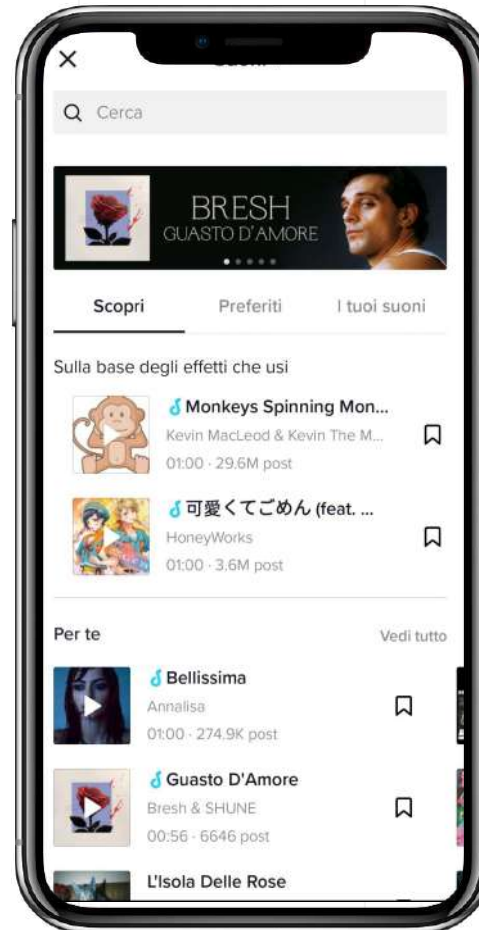 Cerca
BRESH
GUASTO D'AMORE
Scopri Preferiti I tuoi suoni
Sulla base degli effetti che usi
Monkeys Spinning Mon...
Kevin MacLeod & Kevin The M...
01:00 · 29.6M post
可愛くてごめん (feat. ...
HoneyWorks
01:00 · 3.6M post
Per te Vedi tutto
Bellissima
Annalisa
01:00 · 274.9K post
Guasto D'Amore
Bresh & SHUNE
00:56 · 6646 post
L'Isola Delle Rose